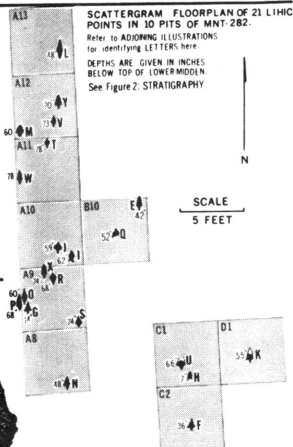 A13
SCATTERGRAM FLOORPLAN OF 21 LIHIC
POINTS IN 10 PITS OF MNT-282.
Refer to ADJOINING ILLUSTRATIONS
for identifying LETTERS here.
DEPTHS ARE GIVEN IN INCHES
BELOW TOP OF LOWER MIDDEN.
See Figure 2: STRATIGRAPHY
48 L
A12
70 Y
73 V
60 M
A11
78 T
N
78 W
A10
B10
E
42
52 Q
SCALE
5 FEET
59 J
62 I
A9
X
74
68 R
60 O
P
68
G
74 S
A8
48 N
C1
D1
66 U
H
55 K
C2
36 F